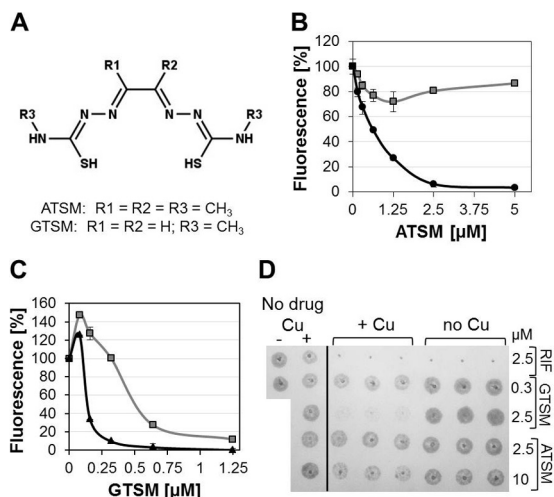 A
R1 R2
R3 N N N N R3
HN NH
SH HS
ATSM: R1 = R2 = R3 = CH₃
GTSM: R1 = R2 = H; R3 = CH₃
B
Fluorescence [%]
120
100
80
60
40
20
0
0 1.25 2.5 3.75 5
ATSM [µM]
C
Fluorescence [%]
160
140
120
100
80
60
40
20
0
0 0.25 0.5 0.75 1 1.25
GTSM [µM]
D
No drug
Cu + Cu no Cu µM
- +
2.5 RIF
0.3 GTSM
2.5
2.5 ATSM
10